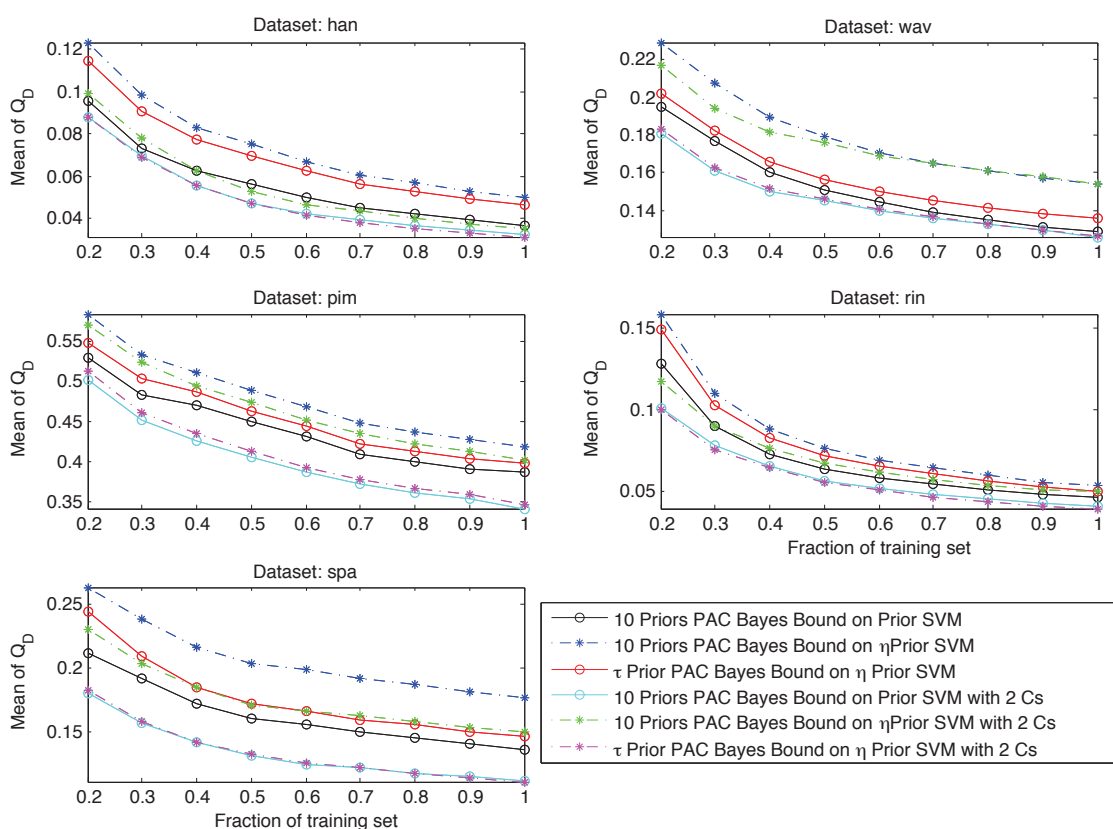 Dataset: han
0.12
0.1
0.08
0.06
0.04
Mean of Q_D
0.2 0.3 0.4 0.5 0.6 0.7 0.8 0.9 1
Dataset: wav
0.22
0.2
0.18
0.16
0.14
Mean of Q_D
0.2 0.3 0.4 0.5 0.6 0.7 0.8 0.9 1
Dataset: pim
0.55
0.5
0.45
0.4
0.35
Mean of Q_D
0.2 0.3 0.4 0.5 0.6 0.7 0.8 0.9 1
Dataset: rin
0.15
0.1
0.05
Mean of Q_D
0.2 0.3 0.4 0.5 0.6 0.7 0.8 0.9 1
Fraction of training set
Dataset: spa
0.25
0.2
0.15
Mean of Q_D
0.2 0.3 0.4 0.5 0.6 0.7 0.8 0.9 1
Fraction of training set
10 Priors PAC Bayes Bound on Prior SVM
10 Priors PAC Bayes Bound on ηPrior SVM
τ Prior PAC Bayes Bound on η Prior SVM
10 Priors PAC Bayes Bound on Prior SVM with 2 Cs
10 Priors PAC Bayes Bound on ηPrior SVM with 2 Cs
τ Prior PAC Bayes Bound on η Prior SVM with 2 Cs